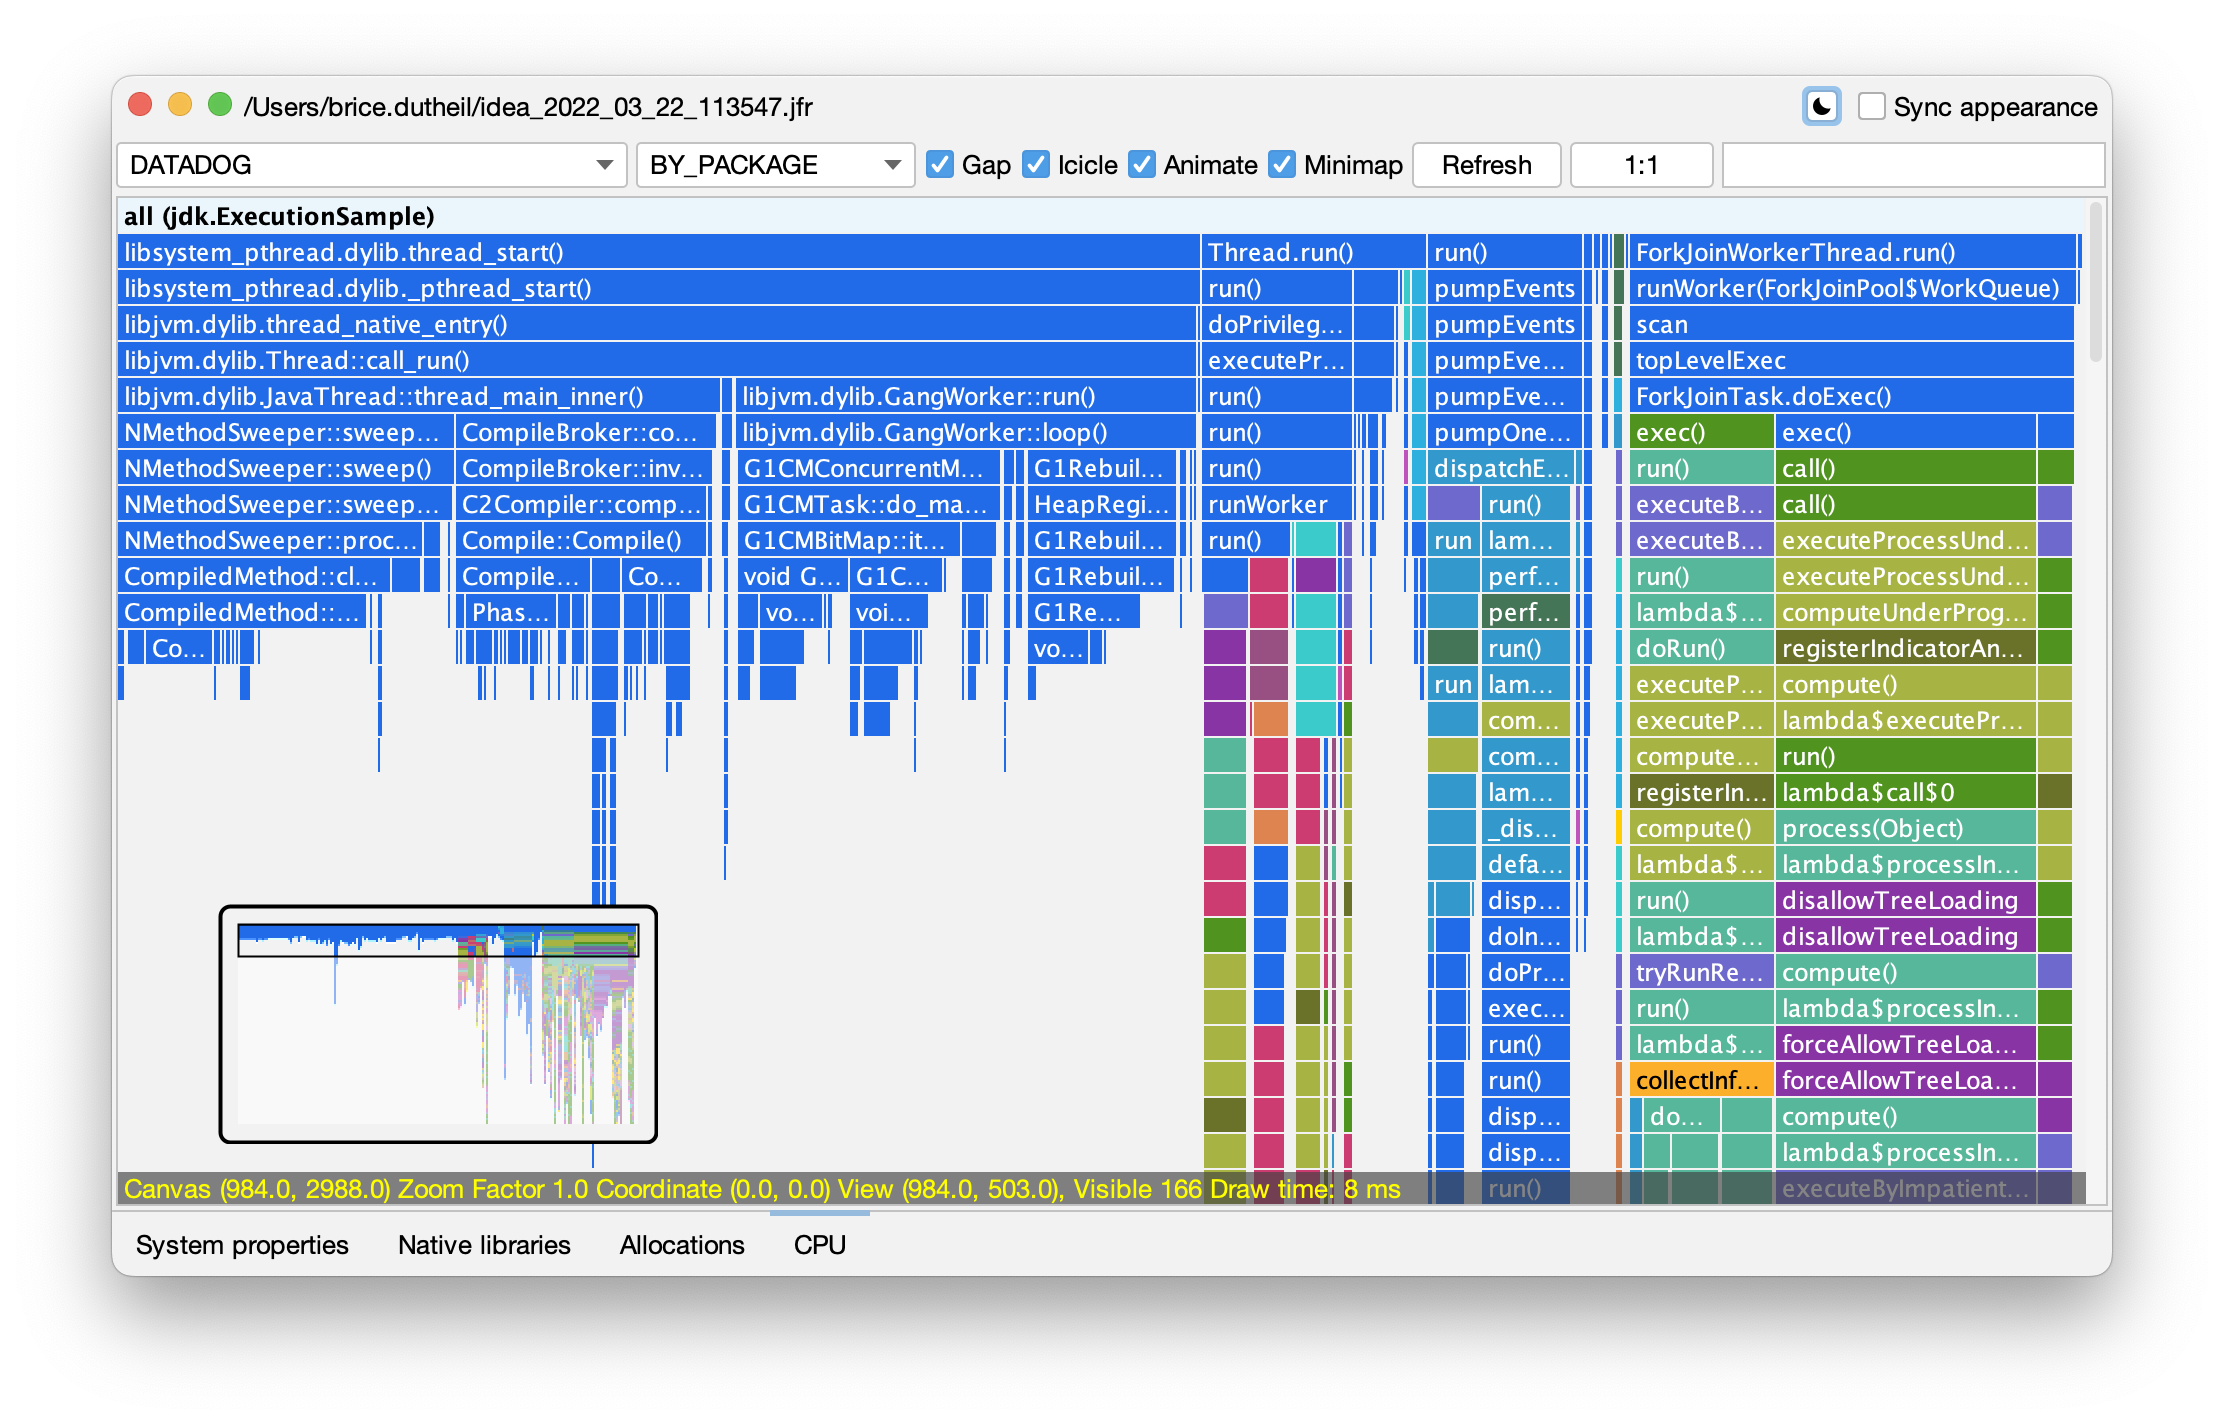 /Users/brice.dutheil/idea_2022_03_22_113547.jfr Sync appearance
DATADOG BY_PACKAGE Gap Icicle Animate Minimap Refresh 1:1
all (jdk.ExecutionSample)
libsystem_pthread.dylib.thread_start() Thread.run() run() ForkJoinWorkerThread.run()
libsystem_pthread.dylib._pthread_start() run() pumpEvents runWorker(ForkJoinPool$WorkQueue)
libjvm.dylib.thread_native_entry() doPrivileg... pumpEvents scan
libjvm.dylib.Thread::call_run() executePr... pumpEve... topLevelExec
libjvm.dylib.JavaThread::thread_main_inner() libjvm.dylib.GangWorker::run() run() pumpEve... ForkJoinTask.doExec()
NMethodSweeper::sweep... CompileBroker::co... libjvm.dylib.GangWorker::loop() run() pumpOne... exec() exec()
NMethodSweeper::sweep() CompileBroker::inv... G1CMConcurrentM... G1Rebuil... run() dispatchE... run() call()
NMethodSweeper::sweep... C2Compiler::comp... G1CMTask::do_ma... HeapRegi... runWorker run() executeB... call()
NMethodSweeper::proc... Compile::Compile() G1CMBitMap::it... G1Rebuil... run() run lam... executeB... executeProcessUnd...
CompiledMethod::cl... Compile... Co... void G... G1C... G1Rebuil... perf... run() executeProcessUnd...
CompiledMethod::... Phas... vo... voi... G1Re... perf... lambda$... computeUnderProg...
Co... vo... run() doRun() registerIndicatorAn...
run lam... executeP... compute()
com... executeP... lambda$executePr...
com... compute... run()
lam... registerIn... lambda$call$0
_dis... compute() process(Object)
defa... lambda$... lambda$processIn...
disp... run() disallowTreeLoading
doIn... lambda$... disallowTreeLoading
doPr... tryRunRe... compute()
exec... run() lambda$processIn...
run() lambda$... forceAllowTreeLoa...
run() collectInf... forceAllowTreeLoa...
disp... do... compute()
disp... lambda$processIn...
Canvas (984.0, 2988.0) Zoom Factor 1.0 Coordinate (0.0, 0.0) View (984.0, 503.0), Visible 166 Draw time: 8 ms run() executeByImpatient...
System properties Native libraries Allocations CPU